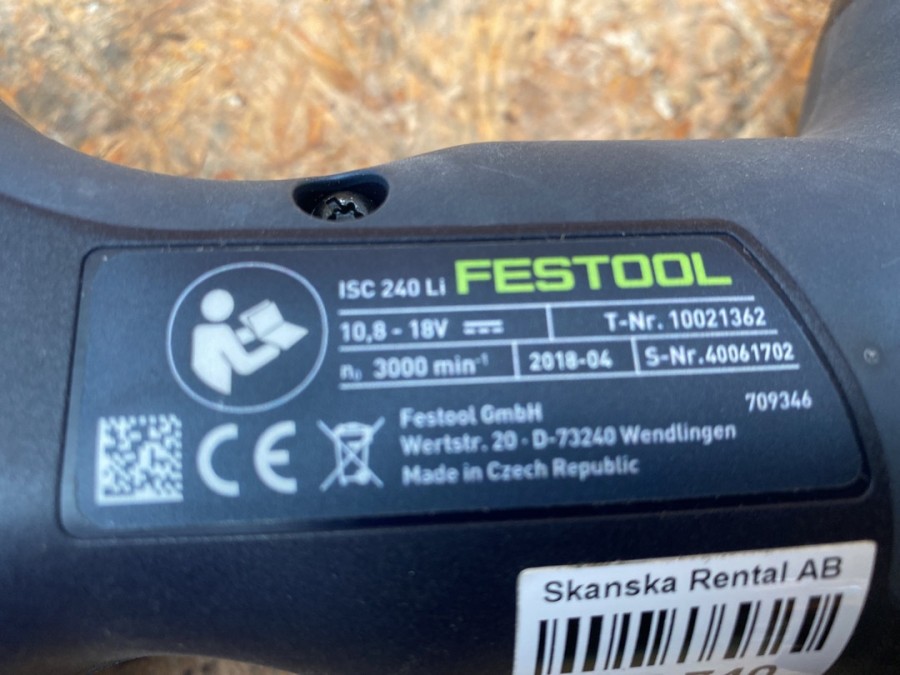 ISC 240 Li FESTOOL
10,8 - 18V T-Nr. 10021362
n₀ 3000 min⁻¹ 2018-04 S-Nr.40061702
709346
Festool GmbH
Wertstr. 20 · D-73240 Wendlingen
Made in Czech Republic
CE
Skanska Rental AB